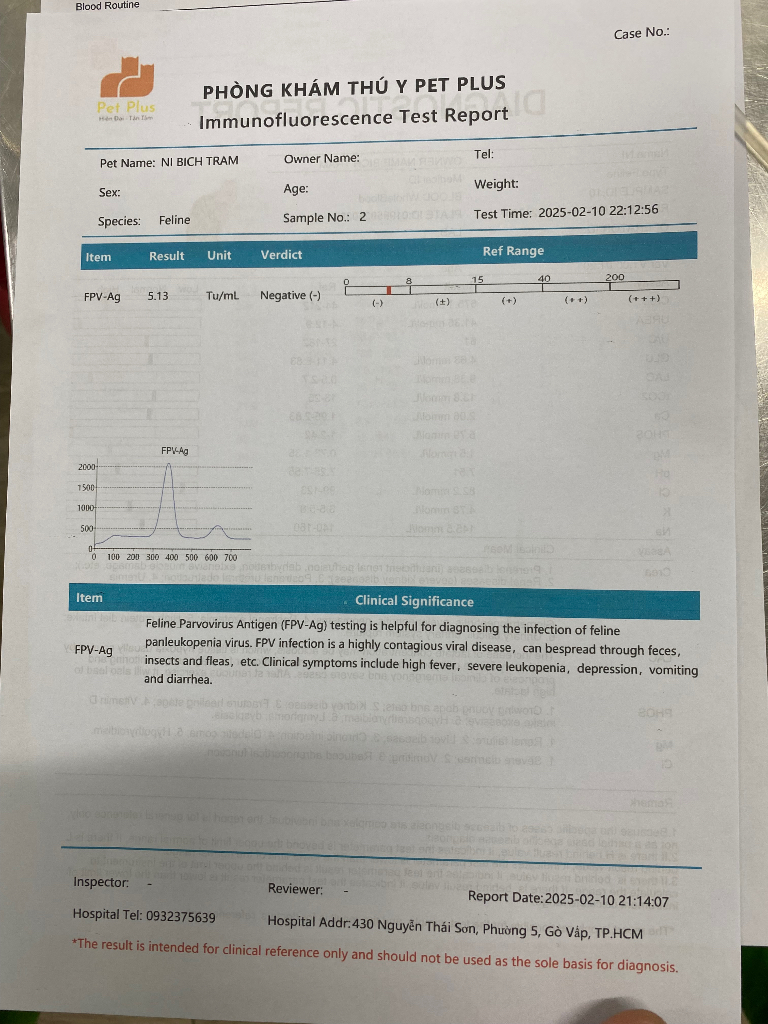 Blood Routine
Case No.:
Pet Plus
Hiện Đại - Tận Tâm
PHÒNG KHÁM THÚ Y PET PLUS
Immunofluorescence Test Report
Pet Name: NI BICH TRAM Owner Name: Tel:
Sex: Age: Weight:
Species: Feline Sample No.: 2 Test Time: 2025-02-10 22:12:56
Item Result Unit Verdict Ref Range
FPV-Ag 5.13 Tu/mL Negative (-)
0 8 15 40 200
(-) (±) (+) (++) (+++)
FPV-Ag
2000
1500
1000
500
0
0 100 200 300 400 500 600 700
Item Clinical Significance
FPV-Ag
Feline Parvovirus Antigen (FPV-Ag) testing is helpful for diagnosing the infection of feline
panleukopenia virus. FPV infection is a highly contagious viral disease, can bespread through feces,
insects and fleas, etc. Clinical symptoms include high fever, severe leukopenia, depression, vomiting
and diarrhea.
Inspector: - Reviewer: - Report Date:2025-02-10 21:14:07
Hospital Tel: 0932375639 Hospital Addr:430 Nguyễn Thái Sơn, Phường 5, Gò Vấp, TP.HCM
*The result is intended for clinical reference only and should not be used as the sole basis for diagnosis.